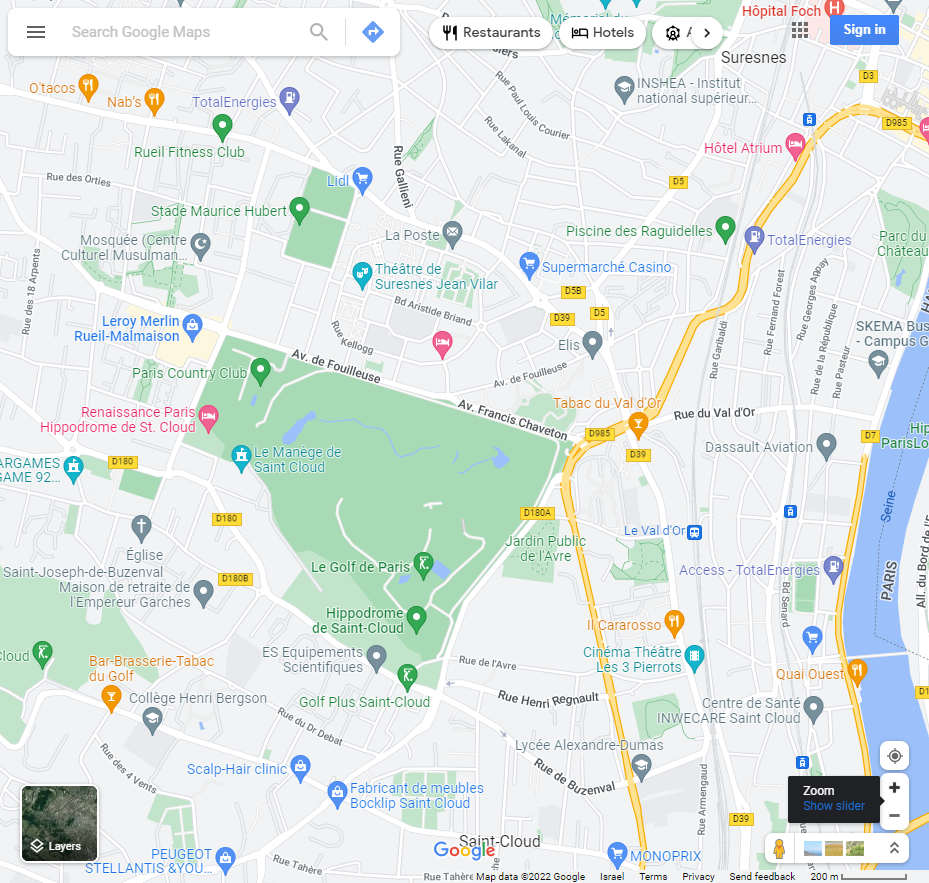 Search Google Maps
Restaurants
Hotels
Sign in
Hôpital Foch
Mémorial du
Suresnes
D3
INSHEA - Institut
national supérieur...
O'tacos
Nab's
TotalEnergies
Rue Paul Louis Courier
D985
Rueil Fitness Club
Rue Lakanal
Hôtel Atrium
Rue Gallieni
Rue des Orties
Lidl
D5
Stade Maurice Hubert
La Poste
Piscine des Raguidelles
TotalEnergies
Parc du
Château
Mosquée (Centre
Culturel Musulman...
Théâtre de
Suresnes Jean Vilar
Supermarché Casino
Rue des 18 Arpents
D5B
Bd Aristide Briand
D39
D5
Rue Fernand Forest
Rue Georges Appay
Rue de la République
Rue Pasteur
Rue Garibaldi
Leroy Merlin
Rueil-Malmaison
Rue Kellogg
Elis
SKEMA Bus
- Campus G
Av. de Fouilleuse
Paris Country Club
Av. de Fouilleuse
Av. Francis Chaveton
Tabac du Val d'Or
Rue du Val d'Or
Renaissance Paris
Hippodrome de St. Cloud
D985
D7
Hip
ParisLo
Dassault Aviation
Le Manège de
Saint Cloud
D39
ARGAMES
GAME 92...
D180
Seine
D180
D180A
Le Val d'Or
Jardin Public
de l'Avre
Église
Saint-Joseph-de-Buzenval
Le Golf de Paris
Access - TotalEnergies
PARIS
All. du Bord de l'E
D180B
Maison de retraite de
l'Empereur Garches
Bd Senard
Hippodrome
de Saint-Cloud
Il Cararosso
Cloud
ES Equipements
Scientifiques
Cinéma Théâtre
Les 3 Pierrots
Rue de l'Avre
Bar-Brasserie-Tabac
du Golf
Quai Ouest
Golf Plus Saint-Cloud
Rue Henri Regnault
Collège Henri Bergson
Centre de Santé
INWECARE Saint Cloud
Rue du Dr Debat
Lycée Alexandre-Dumas
Rue des 4 Vents
Scalp-Hair clinic
Rue de Buzenval
Rue Armengaud
Fabricant de meubles
Bocklip Saint Cloud
Zoom
Show slider
D39
Layers
Saint-Cloud
Google
PEUGEOT
STELLANTIS &YOU...
Rue Tahère
MONOPRIX
Rue Tahère
Map data ©2022 Google
Israel
Terms
Privacy
Send feedback
200 m